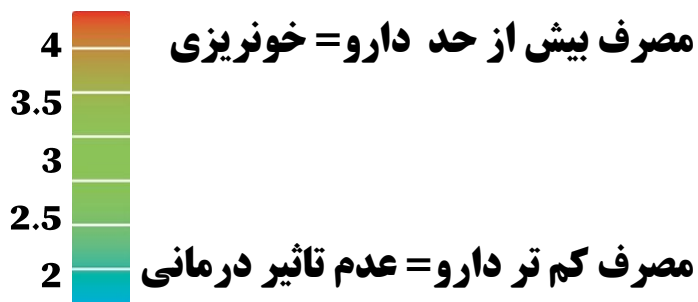 4
مصرف بیش از حد دارو= خونریزی
3.5
3
2.5
2
مصرف کم تر دارو= عدم تاثیر درمانی